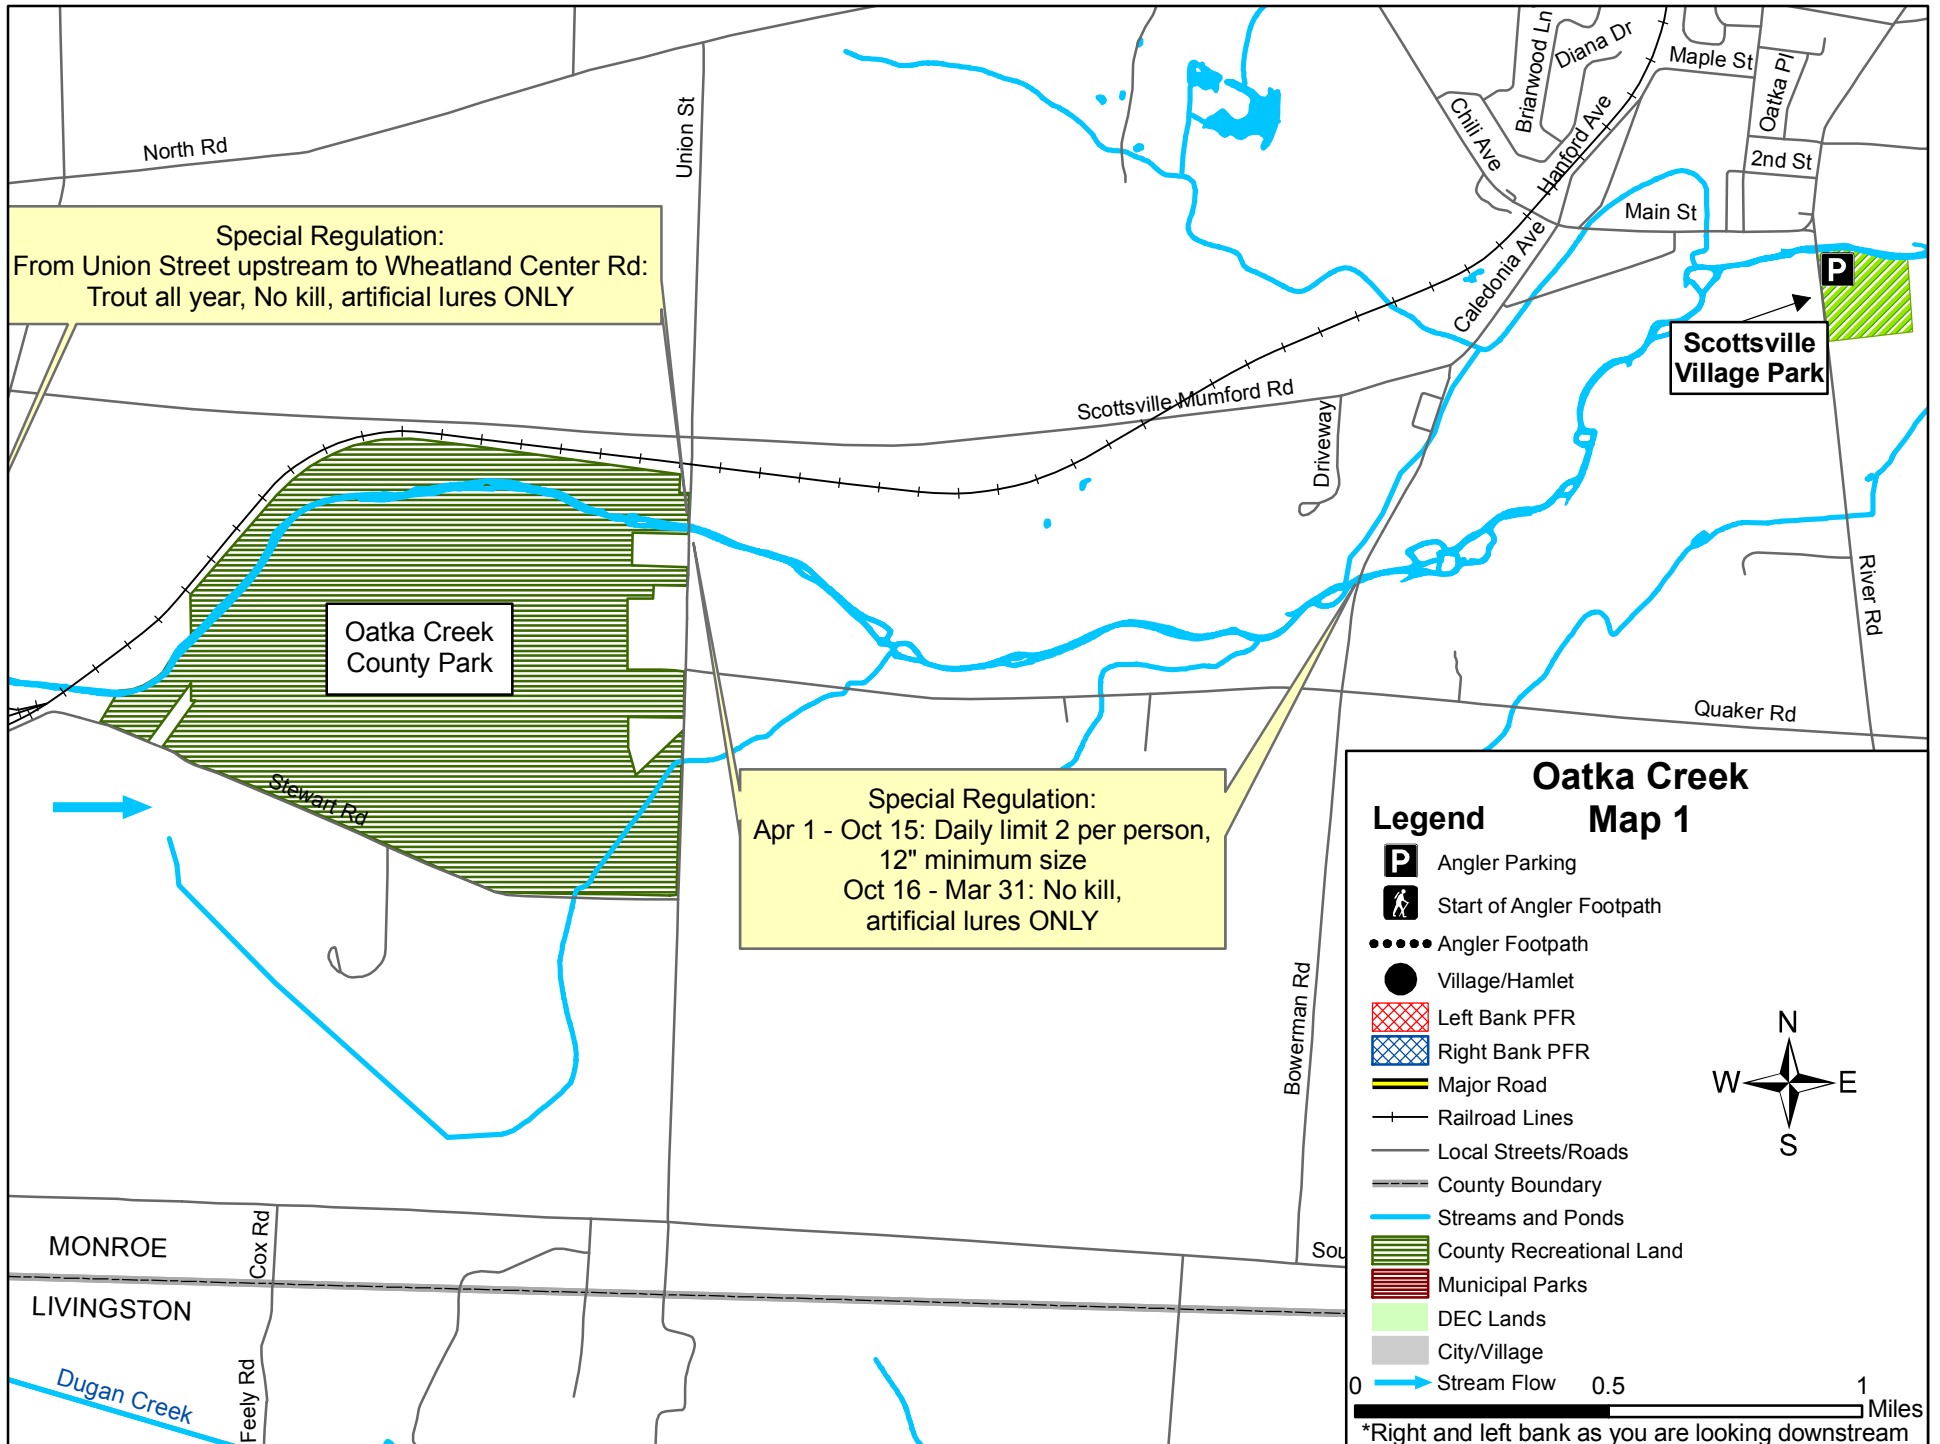 North Rd
Union St
Chili Ave
Briarwood Ln
Diana Dr
Hanford Ave
Maple St
Oatka Pl
2nd St
Main St
Caledonia Ave
P
Scottsville
Village Park
Special Regulation:
From Union Street upstream to Wheatland Center Rd:
Trout all year, No kill, artificial lures ONLY
Scottsville Mumford Rd
Driveway
River Rd
Oatka Creek
County Park
Quaker Rd
Stewart Rd
Special Regulation:
Apr 1 - Oct 15: Daily limit 2 per person,
12" minimum size
Oct 16 - Mar 31: No kill,
artificial lures ONLY
Bowerman Rd
Sou
MONROE
LIVINGSTON
Cox Rd
Feely Rd
Dugan Creek
Oatka Creek
Map 1
Legend
P Angler Parking
Start of Angler Footpath
Angler Footpath
Village/Hamlet
Left Bank PFR
Right Bank PFR
Major Road
Railroad Lines
Local Streets/Roads
County Boundary
Streams and Ponds
County Recreational Land
Municipal Parks
DEC Lands
City/Village
Stream Flow
N
W E
S
0 0.5 1
Miles
*Right and left bank as you are looking downstream